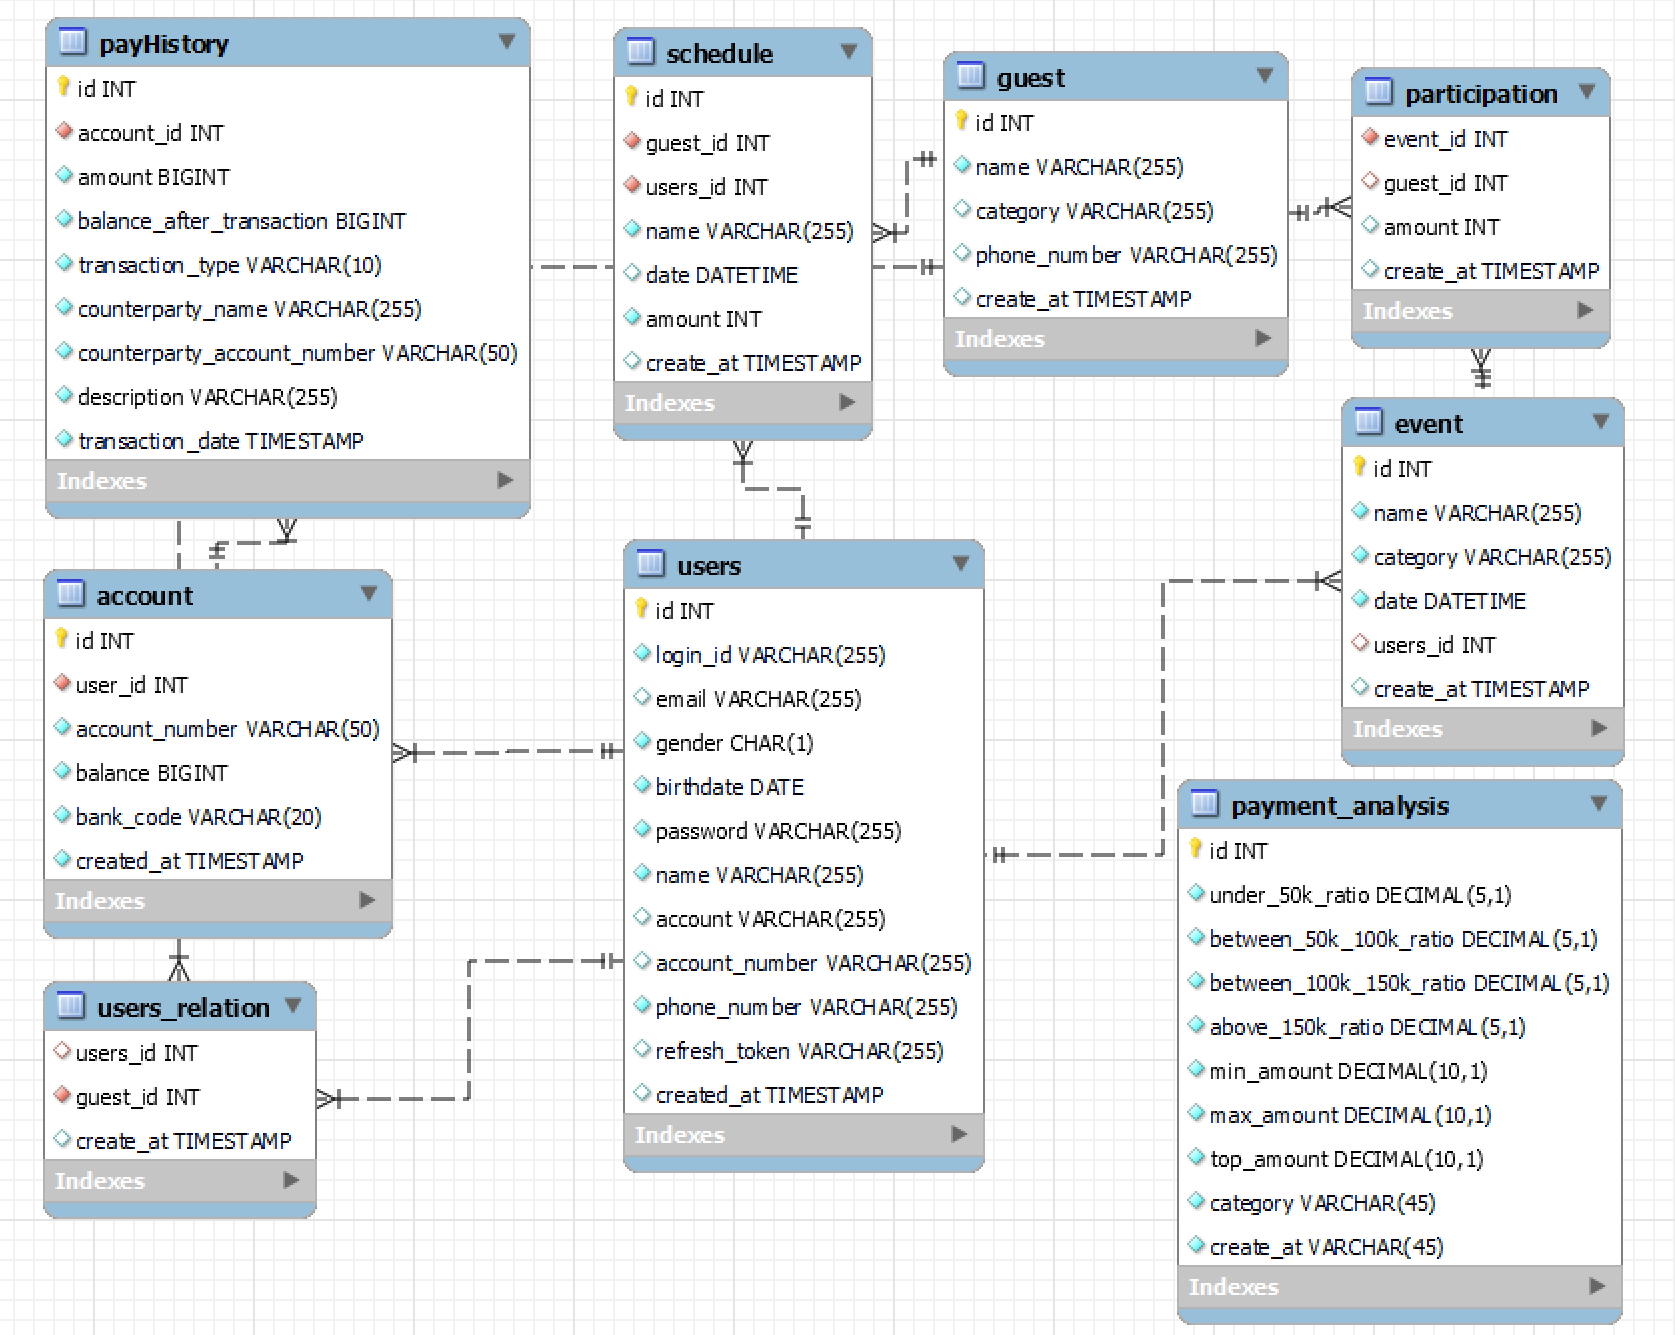 payHistory
id INT
account_id INT
amount BIGINT
balance_after_transaction BIGINT
transaction_type VARCHAR(10)
counterparty_name VARCHAR(255)
counterparty_account_number VARCHAR(50)
description VARCHAR(255)
transaction_date TIMESTAMP
Indexes
schedule
id INT
guest_id INT
users_id INT
name VARCHAR(255)
date DATETIME
amount INT
create_at TIMESTAMP
Indexes
guest
id INT
name VARCHAR(255)
category VARCHAR(255)
phone_number VARCHAR(255)
create_at TIMESTAMP
Indexes
participation
event_id INT
guest_id INT
amount INT
create_at TIMESTAMP
Indexes
account
id INT
user_id INT
account_number VARCHAR(50)
balance BIGINT
bank_code VARCHAR(20)
created_at TIMESTAMP
Indexes
users
id INT
login_id VARCHAR(255)
email VARCHAR(255)
gender CHAR(1)
birthdate DATE
password VARCHAR(255)
name VARCHAR(255)
account VARCHAR(255)
account_number VARCHAR(255)
phone_number VARCHAR(255)
refresh_token VARCHAR(255)
created_at TIMESTAMP
Indexes
event
id INT
name VARCHAR(255)
category VARCHAR(255)
date DATETIME
users_id INT
create_at TIMESTAMP
Indexes
users_relation
users_id INT
guest_id INT
create_at TIMESTAMP
Indexes
payment_analysis
id INT
under_50k_ratio DECIMAL(5,1)
between_50k_100k_ratio DECIMAL(5,1)
between_100k_150k_ratio DECIMAL(5,1)
above_150k_ratio DECIMAL(5,1)
min_amount DECIMAL(10,1)
max_amount DECIMAL(10,1)
top_amount DECIMAL(10,1)
category VARCHAR(45)
create_at VARCHAR(45)
Indexes